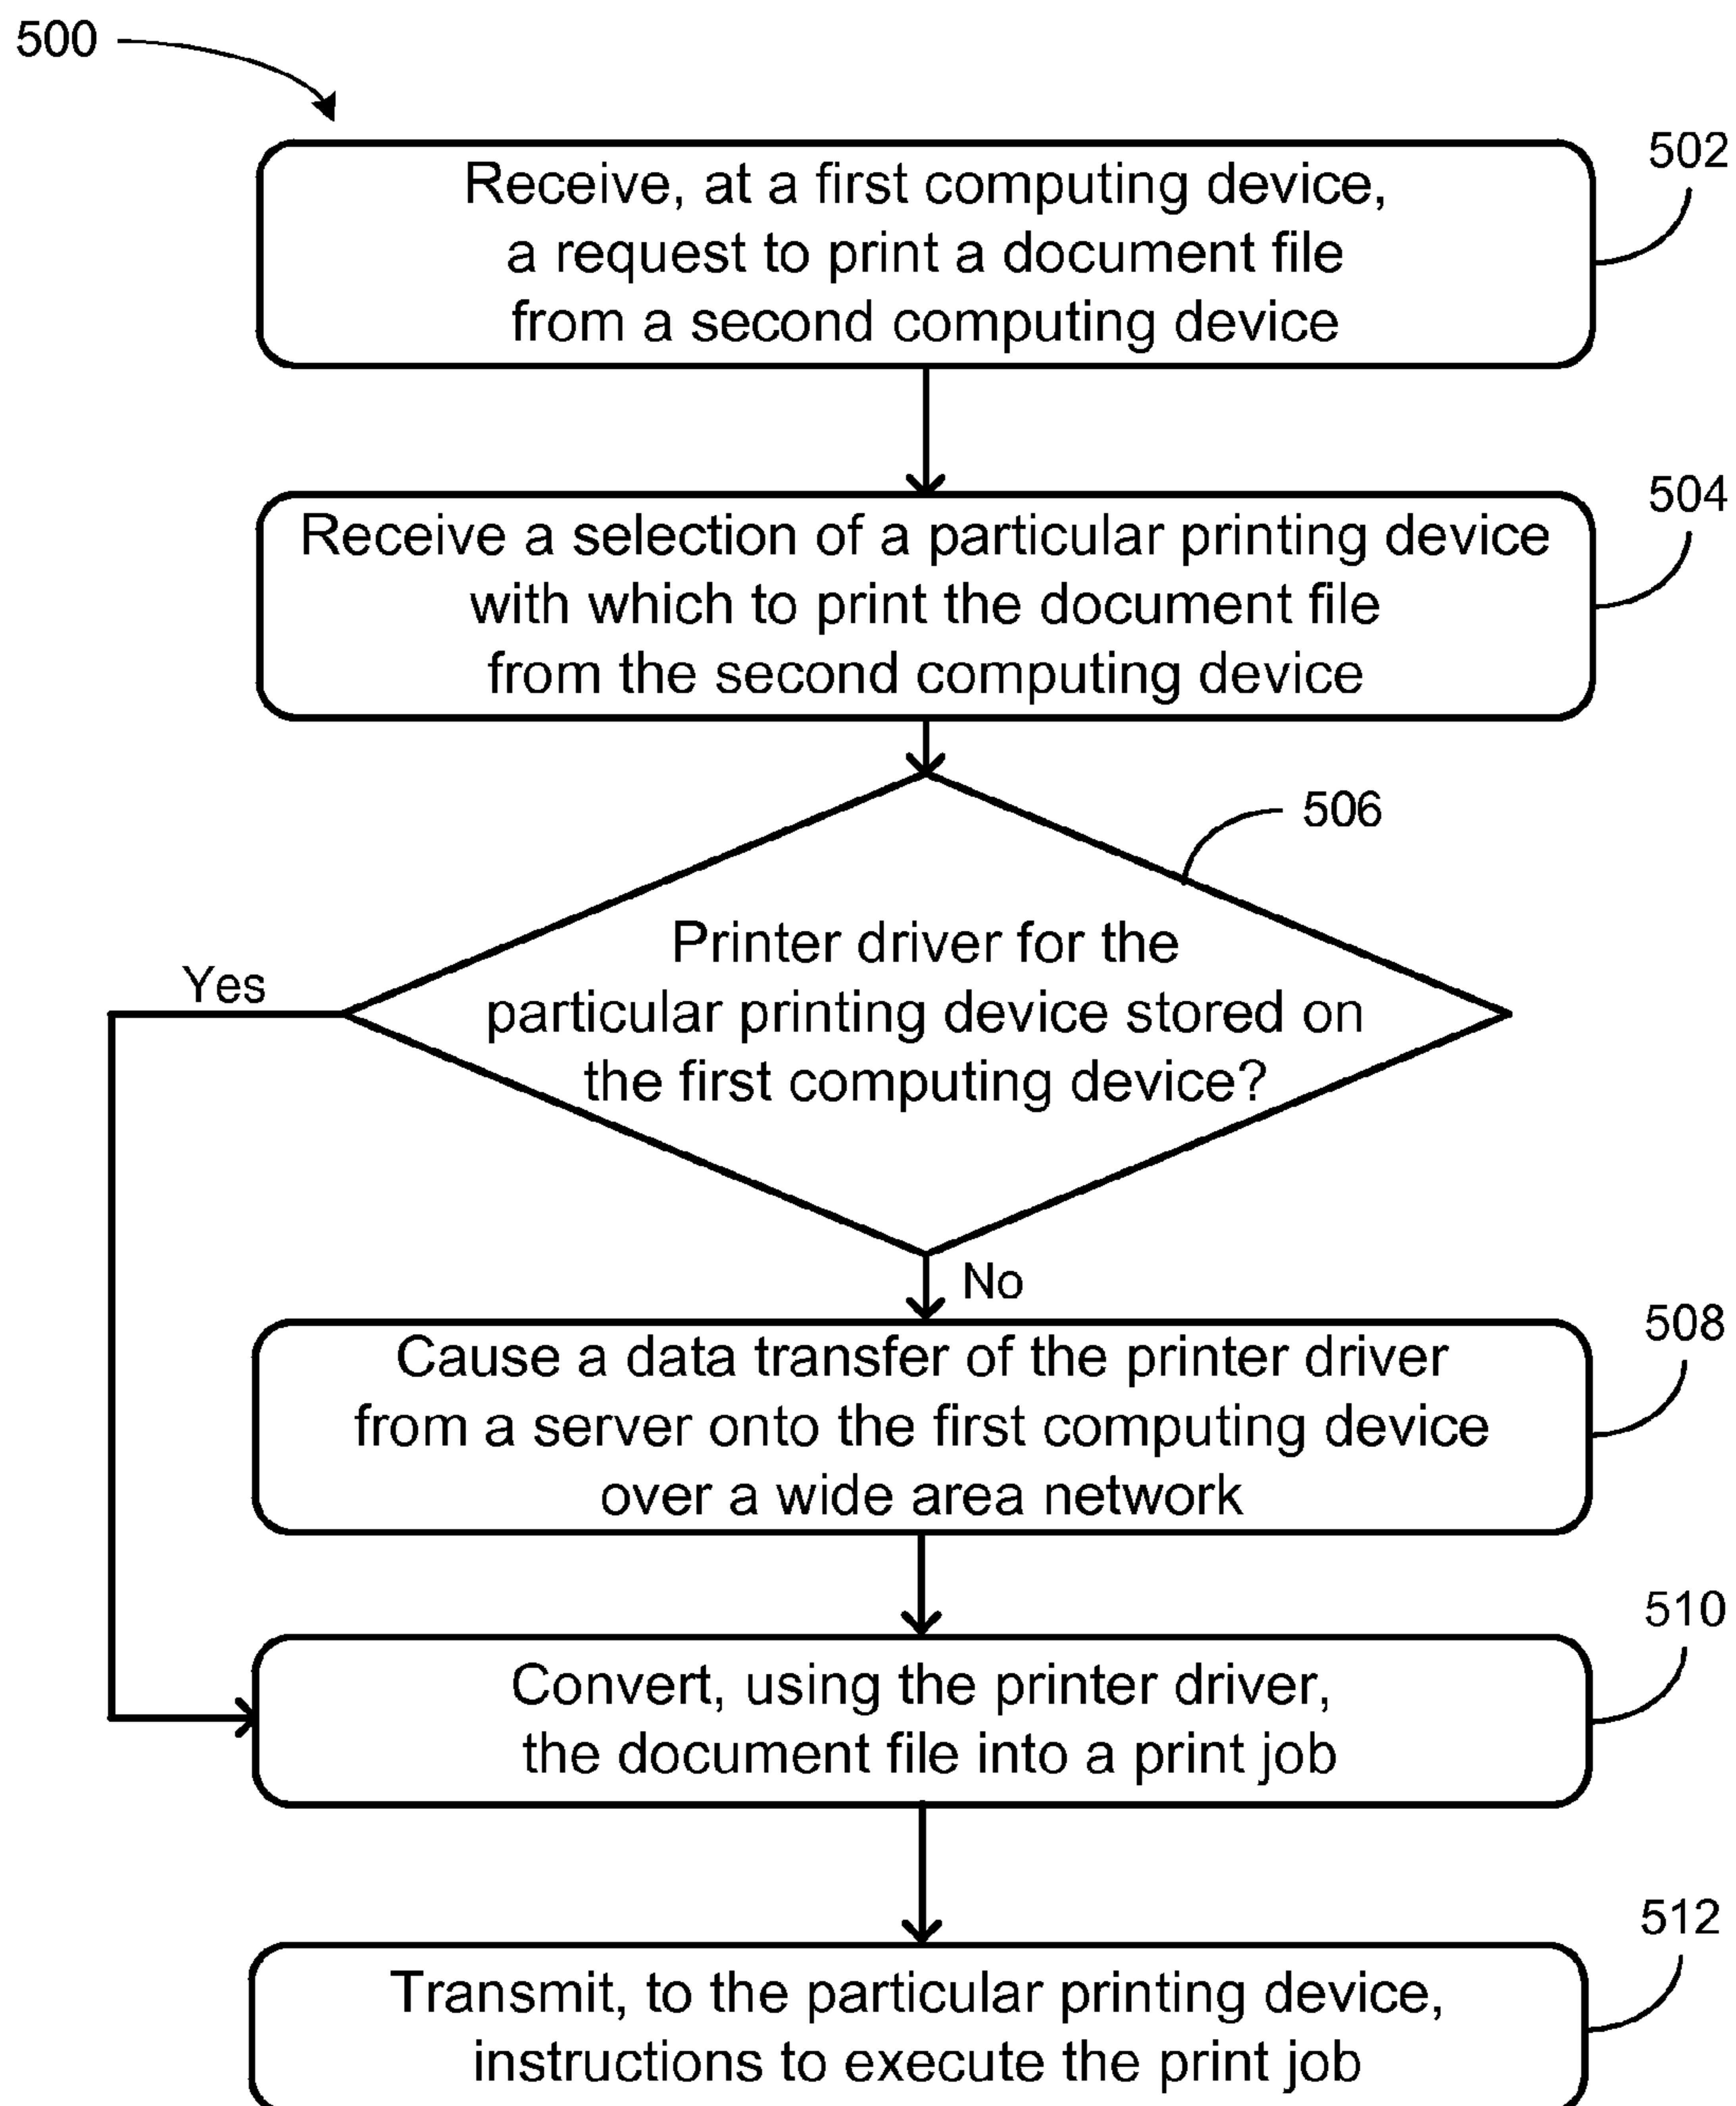 500
502
Receive, at a first computing device,
a request to print a document file
from a second computing device
504
Receive a selection of a particular printing device
with which to print the document file
from the second computing device
506
Printer driver for the
particular printing device stored on
the first computing device?
Yes
No
508
Cause a data transfer of the printer driver
from a server onto the first computing device
over a wide area network
510
Convert, using the printer driver,
the document file into a print job
512
Transmit, to the particular printing device,
instructions to execute the print job